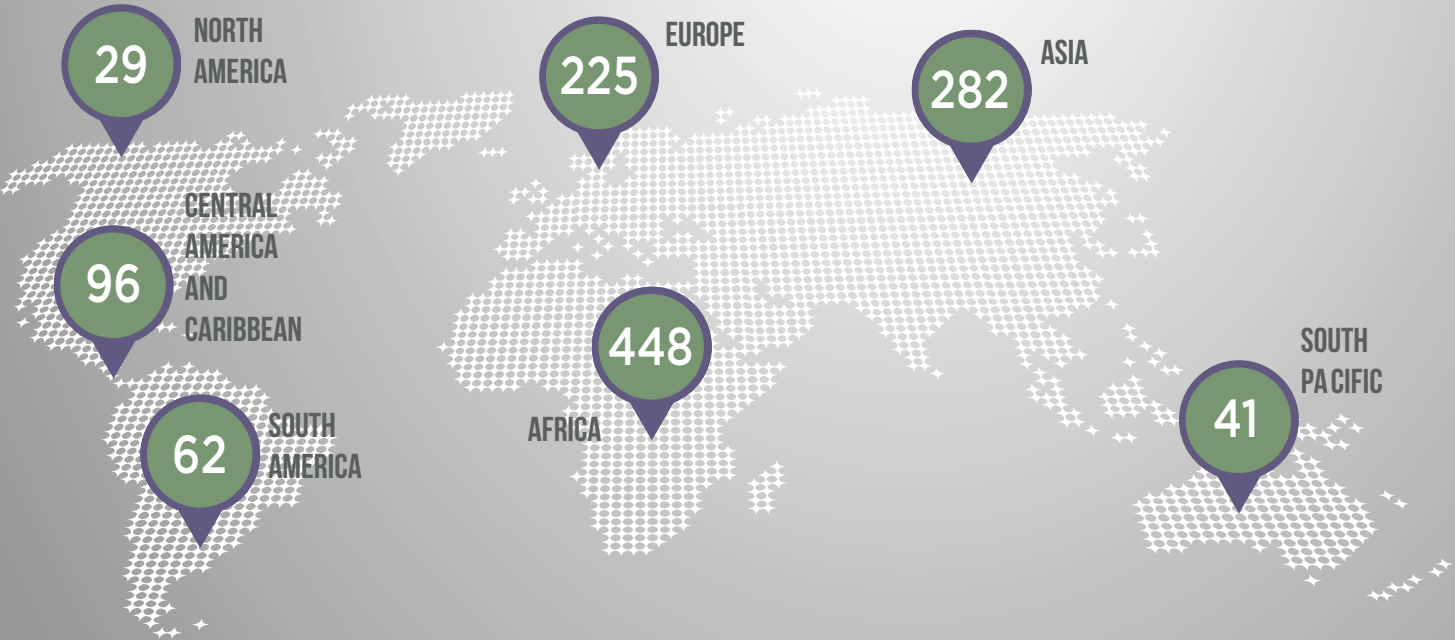 29
NORTH
AMERICA
225
EUROPE
282
ASIA
96
CENTRAL
AMERICA
AND
CARIBBEAN
448
AFRICA
62
SOUTH
AMERICA
41
SOUTH
PACIFIC